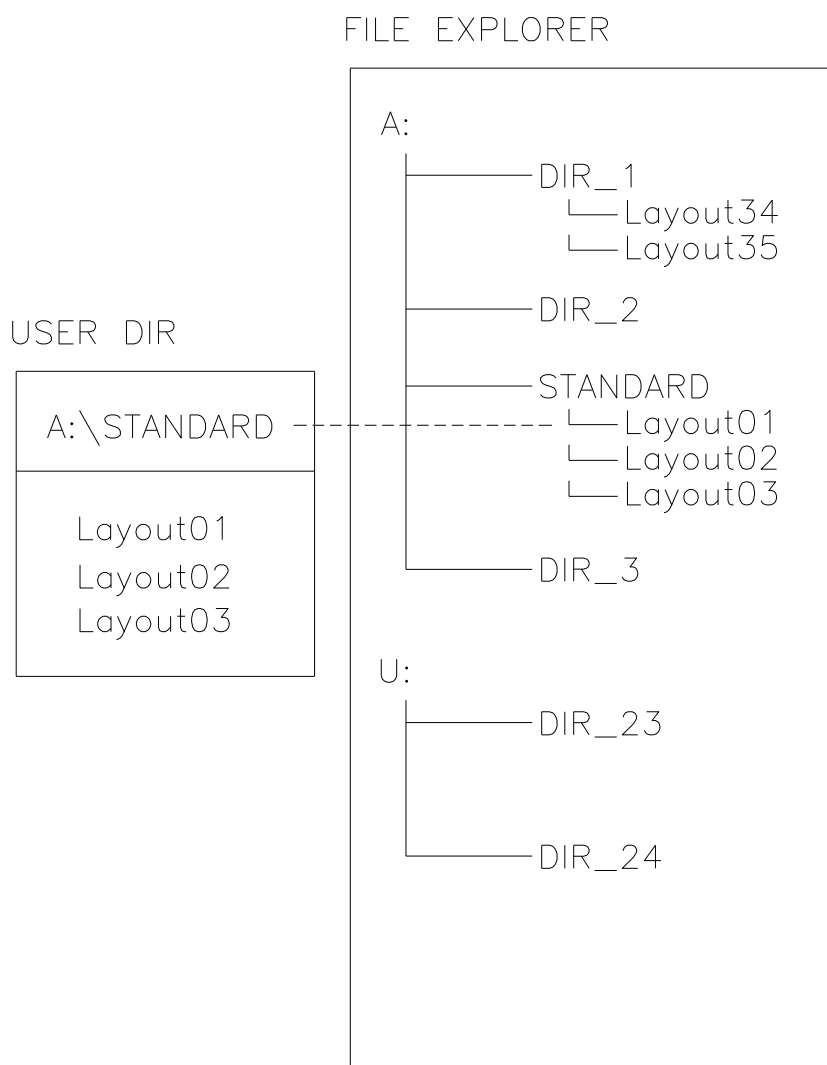 FILE EXPLORER
A:
DIR_1
Layout34
Layout35
DIR_2
USER DIR
STANDARD
A:\STANDARD
Layout01
Layout02
Layout03
Layout01
Layout02
Layout03
DIR_3
U:
DIR_23
DIR_24